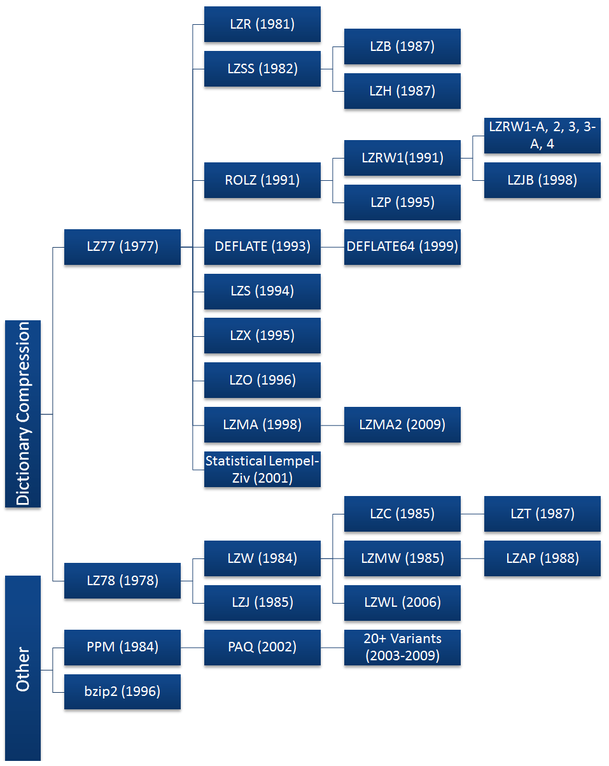 LZR (1981)
LZSS (1982)
LZB (1987)
LZH (1987)
ROLZ (1991)
LZRW1(1991)
LZRW1-A, 2, 3, 3-
A, 4
LZJB (1998)
LZP (1995)
LZ77 (1977)
DEFLATE (1993)
DEFLATE64 (1999)
LZS (1994)
LZX (1995)
LZO (1996)
LZMA (1998)
LZMA2 (2009)
Statistical Lempel-
Ziv (2001)
Dictionary Compression
LZ78 (1978)
LZW (1984)
LZC (1985)
LZT (1987)
LZMW (1985)
LZAP (1988)
LZWL (2006)
LZJ (1985)
Other
PPM (1984)
PAQ (2002)
20+ Variants
(2003-2009)
bzip2 (1996)